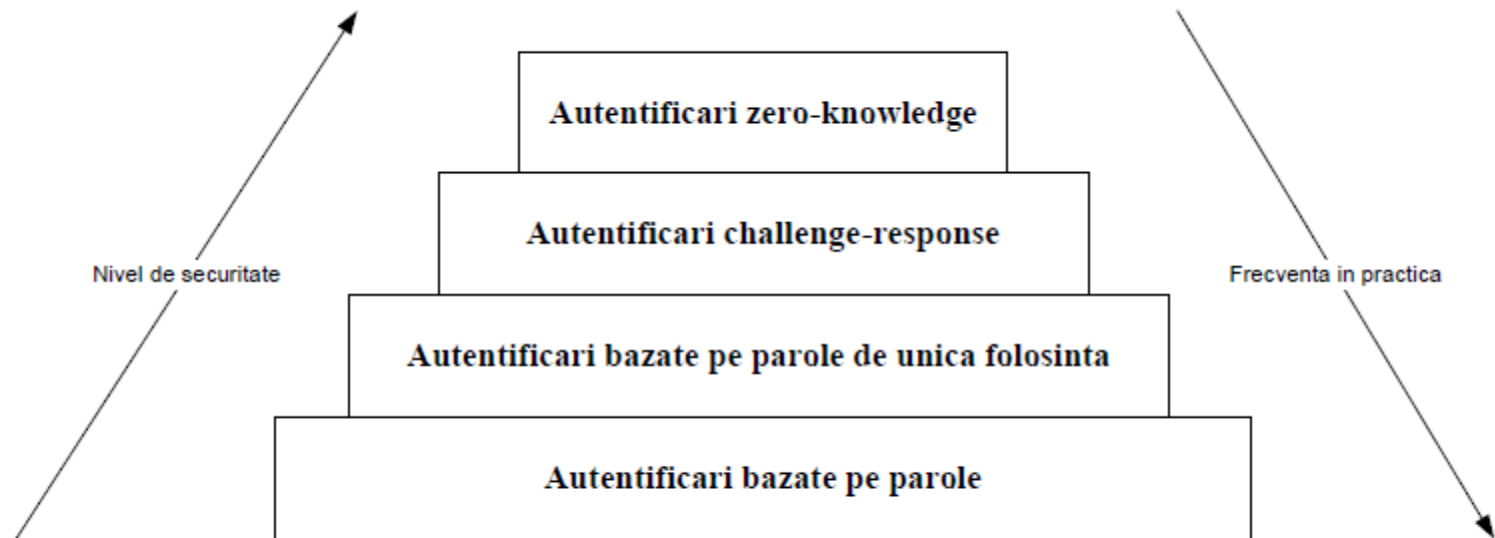 Autentificari zero-knowledge
Autentificari challenge-response
Nivel de securitate
Frecventa in practica
Autentificari bazate pe parole de unica folosinta
Autentificari bazate pe parole